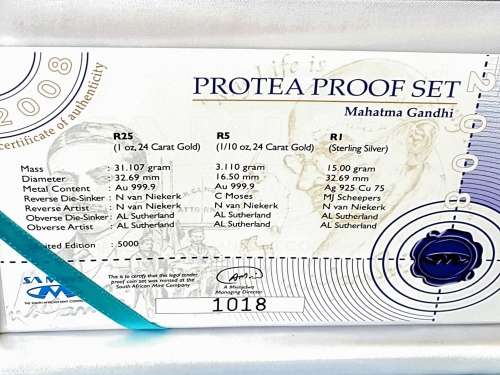 2008
certificate of authenticity
Life is
PROTEA PROOF SET
Mahatma Gandhi
2008
R25 R5 R1
(1 oz, 24 Carat Gold) (1/10 oz, 24 Carat Gold) (Sterling Silver)
Mass : 31.107 gram 3.110 gram 15.00 gram
Diameter : 32.69 mm 16.50 mm 32.69 mm
Metal Content : Au 999.9 Au 999.9 Ag 925 Cu 75
Reverse Die-Sinker : N van Niekerk C Moses MJ Scheepers
Reverse Artist : N van Niekerk N van Niekerk N van Niekerk
Obverse Die-Sinker : AL Sutherland AL Sutherland AL Sutherland
Obverse Artist : AL Sutherland AL Sutherland AL Sutherland
Limited Edition : 5000
This is to certify that this legal tender
proof coin set was minted at the
South African Mint Company
A Mvinjelwa
Managing Director
1018